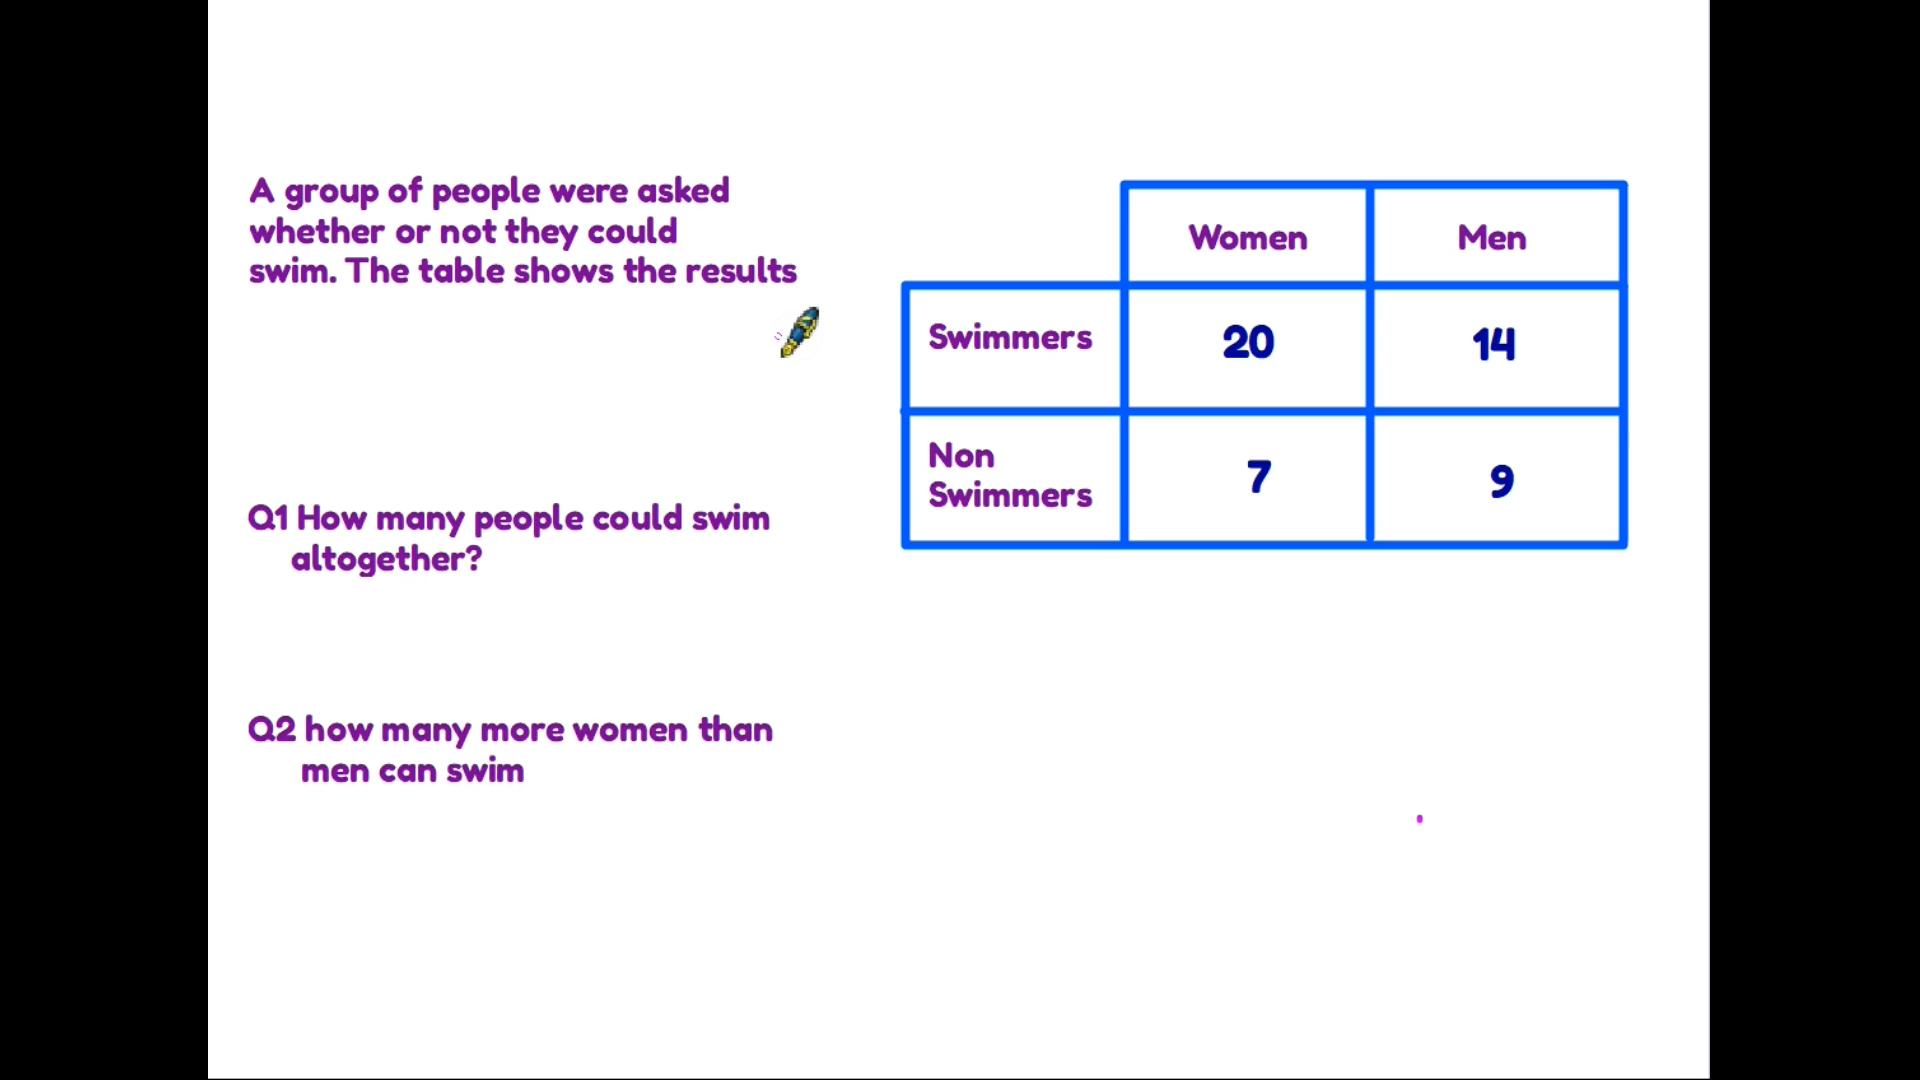 A group of people were asked
whether or not they could
swim. The table shows the results
Women Men
Swimmers 20 14
Non
Swimmers 7 9
Q1 How many people could swim
altogether?
Q2 how many more women than
men can swim